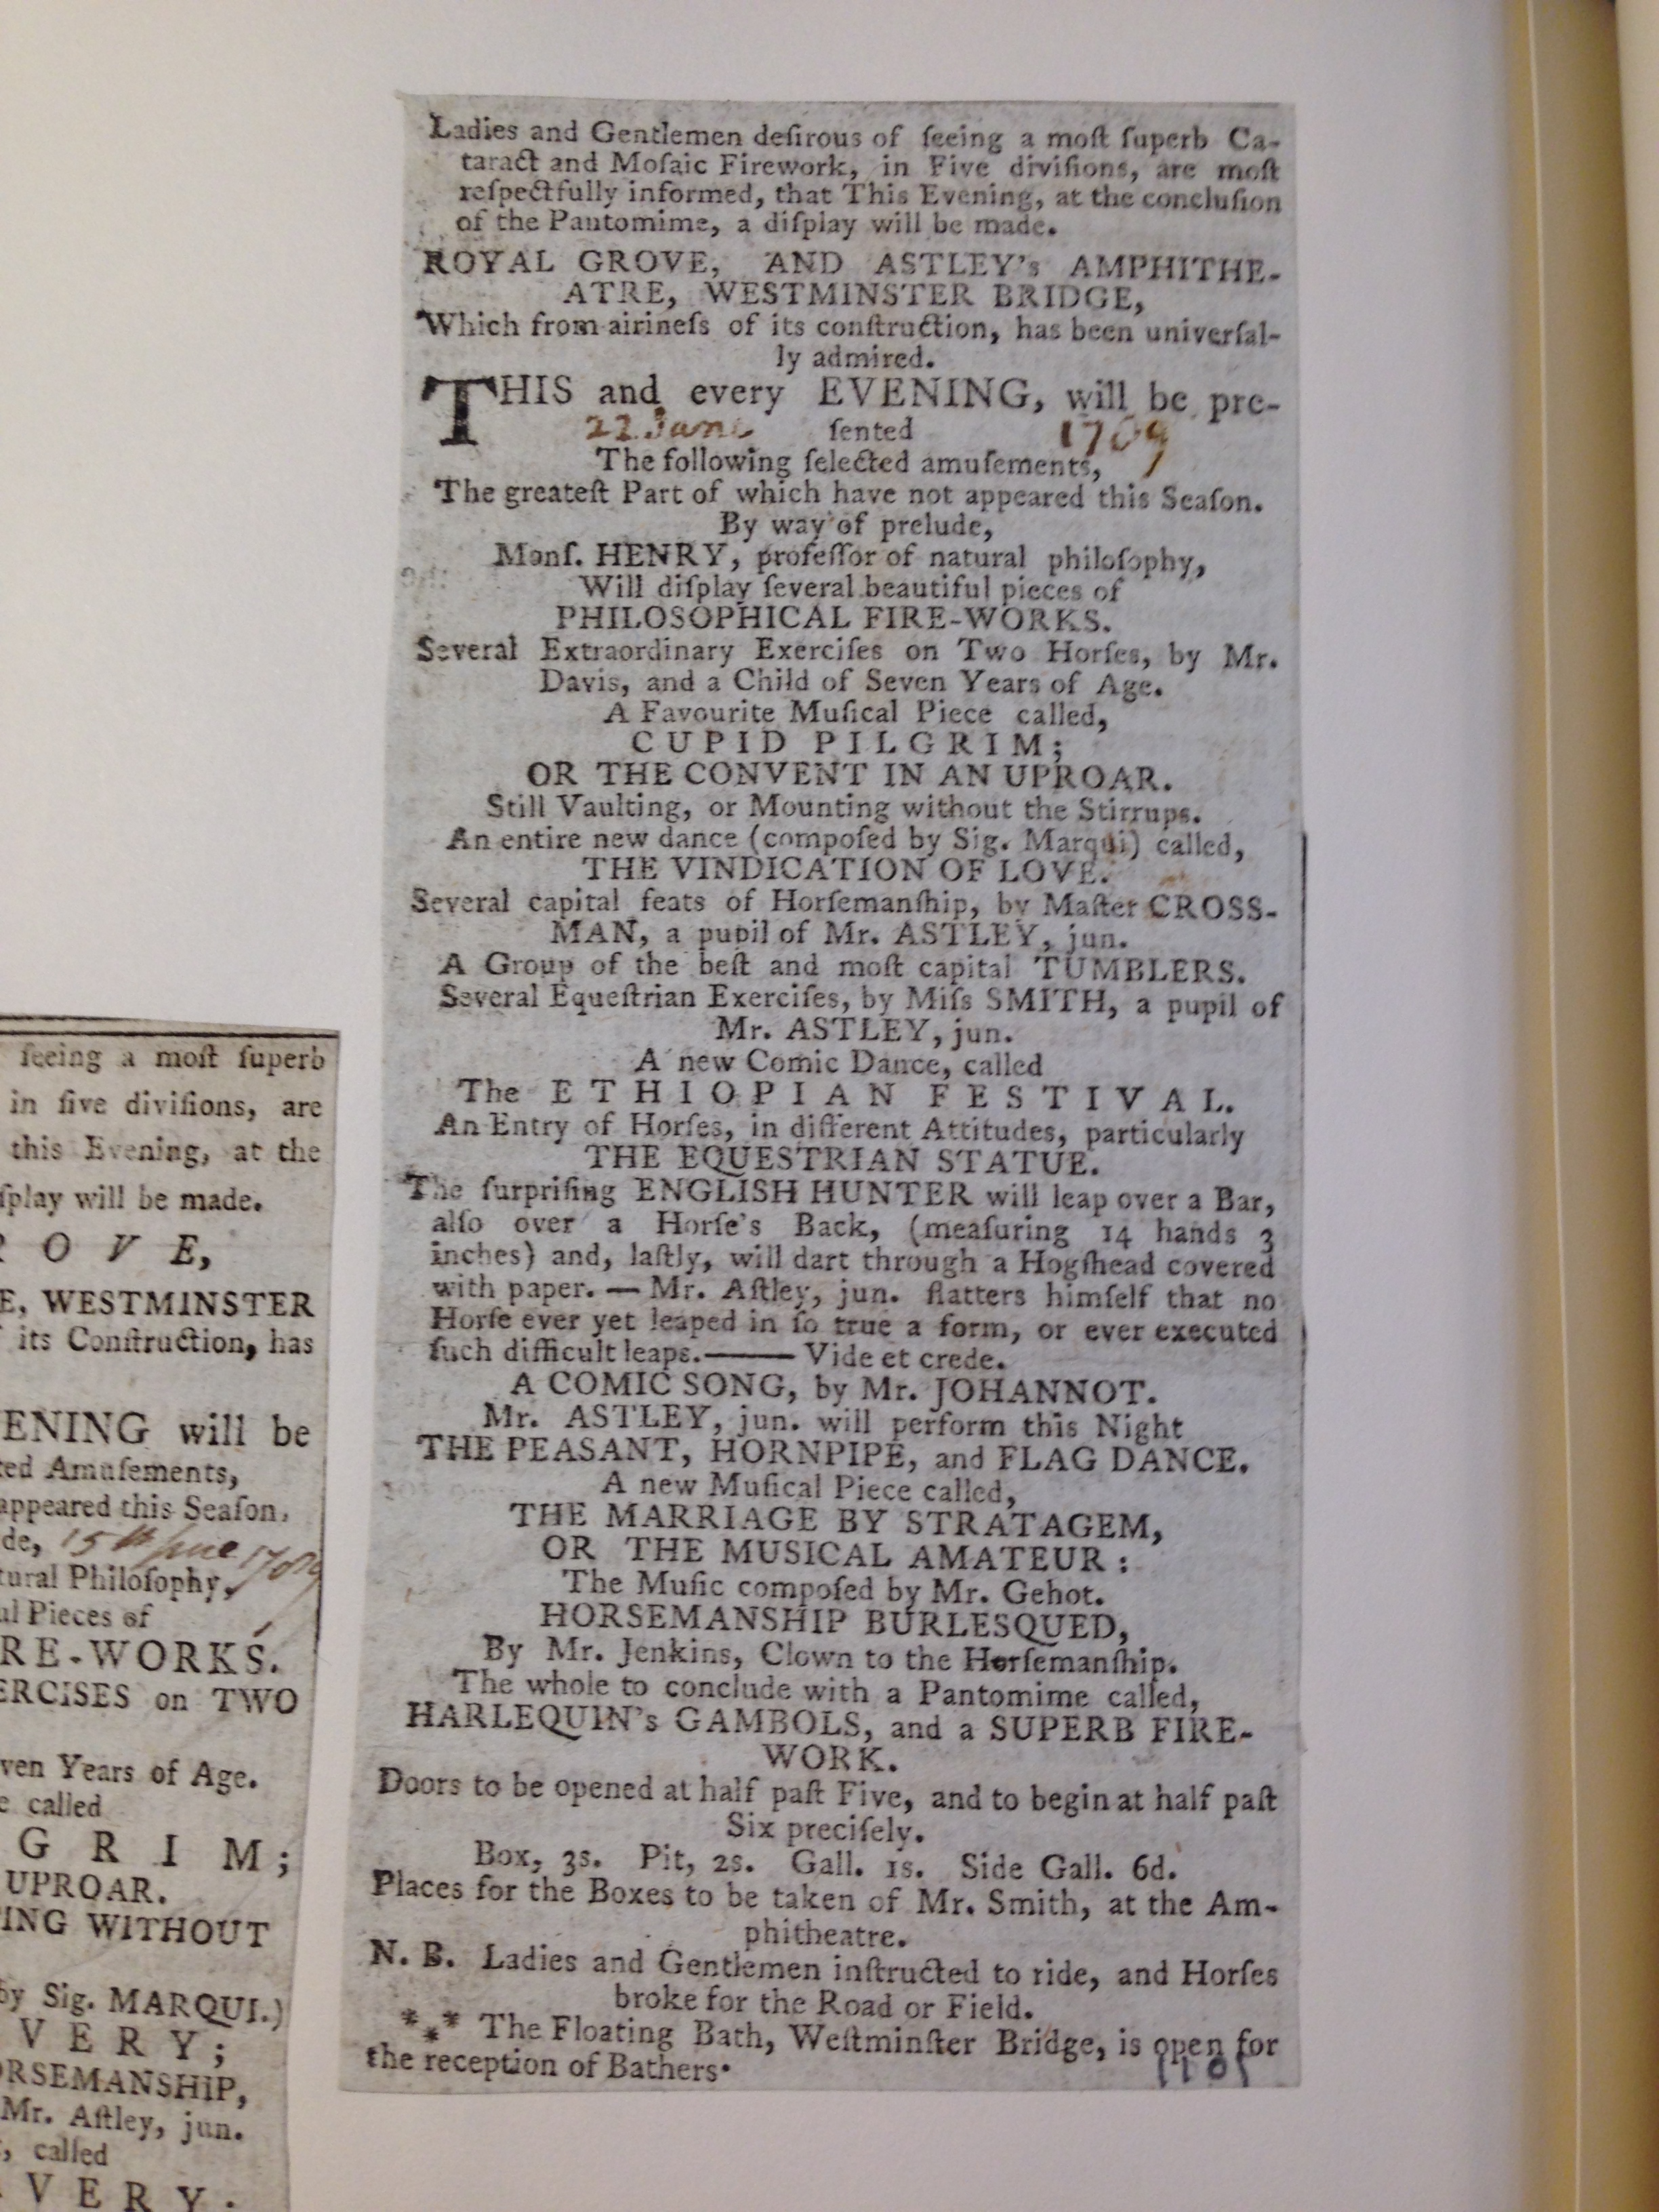 Ladies and Gentlemen deſirous of ſeeing a moſt ſuperb Ca-
taract and Moſaic Firework, in Five diviſions, are moſt
reſpectfully informed, that This Evening, at the concluſion
of the Pantomime, a diſplay will be made.
ROYAL GROVE, AND ASTLEY's AMPHITHE-
ATRE, WESTMINSTER BRIDGE,
Which from airineſs of its conſtruction, has been univerſal-
ly admired.
THIS and every EVENING, will be pre-
22 June ſented 1789
The following ſelected amuſements,
The greateſt Part of which have not appeared this Seaſon.
By way of prelude,
Monſ. HENRY, profeſſor of natural philoſophy,
Will diſplay ſeveral beautiful pieces of
PHILOSOPHICAL FIRE-WORKS.
Several Extraordinary Exerciſes on Two Horſes, by Mr.
Davis, and a Child of Seven Years of Age.
A Favourite Muſical Piece called,
CUPID PILGRIM;
OR THE CONVENT IN AN UPROAR.
Still Vaulting, or Mounting without the Stirrups.
An entire new dance (compoſed by Sig. Marqui) called,
THE VINDICATION OF LOVE.
Several capital feats of Horſemanſhip, by Maſter CROSS-
MAN, a pupil of Mr. ASTLEY, jun.
A Group of the beſt and moſt capital TUMBLERS.
Several Equeſtrian Exerciſes, by Miſs SMITH, a pupil of
Mr. ASTLEY, jun.
A new Comic Dance, called
The ETHIOPIAN FESTIVAL.
An Entry of Horſes, in different Attitudes, particularly
THE EQUESTRIAN STATUE.
The ſurpriſing ENGLISH HUNTER will leap over a Bar,
alſo over a Horſe's Back, (meaſuring 14 hands 3
inches) and, laſtly, will dart through a Hogſhead covered
with paper. — Mr. Aſtley, jun. flatters himſelf that no
Horſe ever yet leaped in ſo true a form, or ever executed
ſuch difficult leaps.—— Vide et crede.
A COMIC SONG, by Mr. JOHANNOT.
Mr. ASTLEY, jun. will perform this Night
THE PEASANT, HORNPIPE, and FLAG DANCE.
A new Muſical Piece called,
THE MARRIAGE BY STRATAGEM,
OR THE MUSICAL AMATEUR:
The Muſic compoſed by Mr. Gehot.
HORSEMANSHIP BURLESQUED,
By Mr. Jenkins, Clown to the Horſemanſhip.
The whole to conclude with a Pantomime called,
HARLEQUIN's GAMBOLS, and a SUPERB FIRE-
WORK.
Doors to be opened at half paſt Five, and to begin at half paſt
Six preciſely.
Box, 3s. Pit, 2s. Gall. 1s. Side Gall. 6d.
Places for the Boxes to be taken of Mr. Smith, at the Am-
phitheatre.
N. B. Ladies and Gentlemen inſtructed to ride, and Horſes
broke for the Road or Field.
*⁎* The Floating Bath, Weſtminſter Bridge, is open for
the reception of Bathers.
ſeeing a moſt ſuperb
in five diviſions, are
this Evening, at the
ſplay will be made.
OVE,
E, WESTMINSTER
its Conſtruction, has
ENING will be
ted Amuſements,
appeared this Seaſon.
de, 15th June 1789
tural Philoſophy,
ul Pieces of
RE-WORKS.
ERCISES on TWO
ven Years of Age.
e called
GRIM;
UPROAR.
ING WITHOUT
by Sig. MARQUI.)
VERY;
ORSEMANSHIP,
Mr. Aſtley, jun.
, called
VERY;